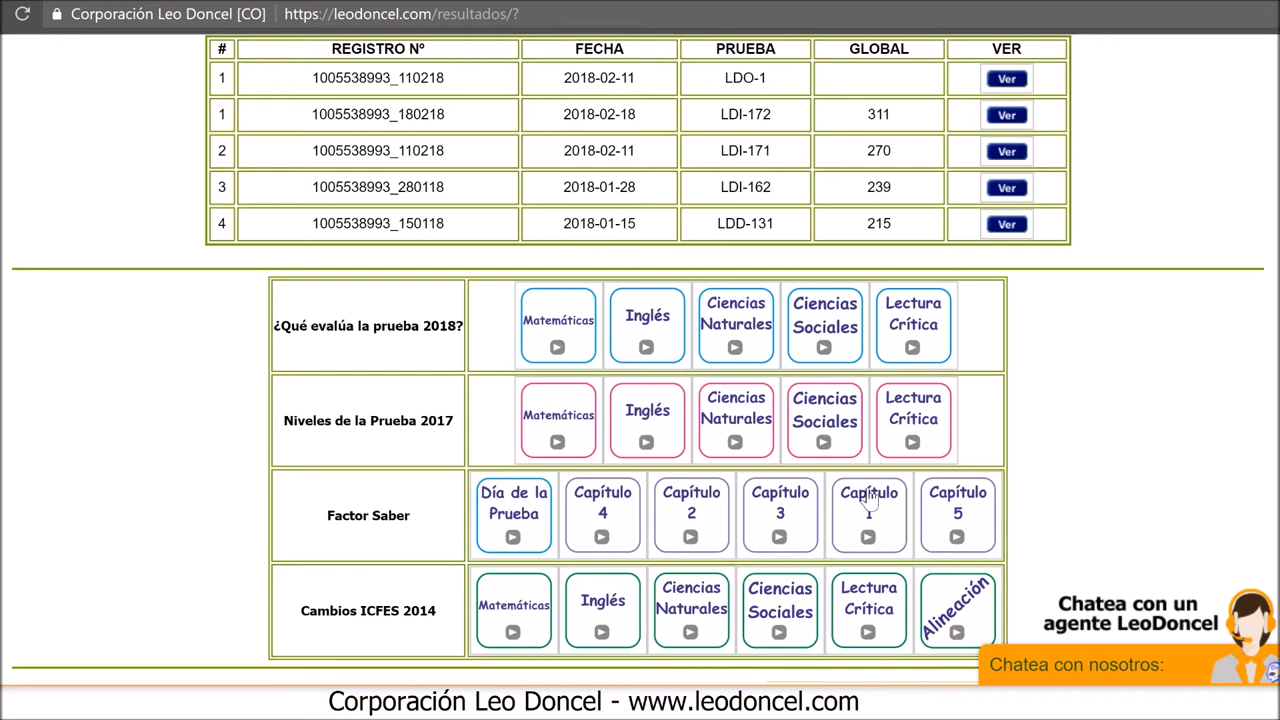 Corporación Leo Doncel [CO] https://leodoncel.com/resultados/?
# REGISTRO Nº FECHA PRUEBA GLOBAL VER
1 1005538993_110218 2018-02-11 LDO-1 Ver
1 1005538993_180218 2018-02-18 LDI-172 311 Ver
2 1005538993_110218 2018-02-11 LDI-171 270 Ver
3 1005538993_280118 2018-01-28 LDI-162 239 Ver
4 1005538993_150118 2018-01-15 LDD-131 215 Ver
¿Qué evalúa la prueba 2018?
Matemáticas
Inglés
Ciencias
Naturales
Ciencias
Sociales
Lectura
Crítica
Niveles de la Prueba 2017
Matemáticas
Inglés
Ciencias
Naturales
Ciencias
Sociales
Lectura
Crítica
Factor Saber
Día de la
Prueba
Capítulo
4
Capítulo
2
Capítulo
3
Capítulo
1
Capítulo
5
Cambios ICFES 2014
Matemáticas
Inglés
Ciencias
Naturales
Ciencias
Sociales
Lectura
Crítica
Alineación
Chatea con un
agente LeoDoncel
Chatea con nosotros:
Corporación Leo Doncel - www.leodoncel.com